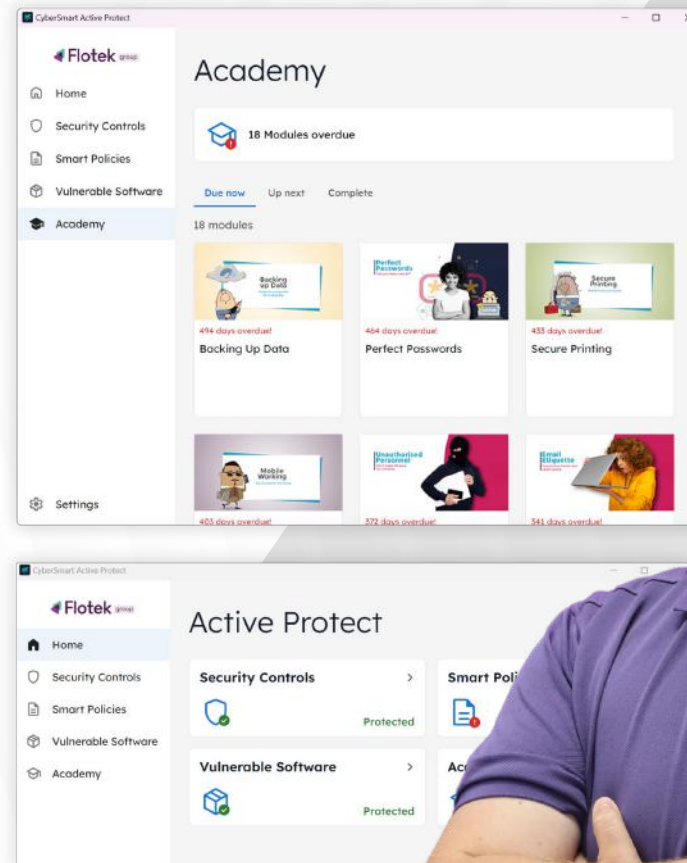 CyberSmart Active Protect
Flotek group
Home
Security Controls
Smart Policies
Vulnerable Software
Academy
Settings
Academy
18 Modules overdue
Due now Up next Complete
18 modules
Backing up Data
494 days overdue!
Backing Up Data
Perfect Passwords
464 days overdue!
Perfect Passwords
Secure Printing
433 days overdue!
Secure Printing
Mobile Working
403 days overdue!
Unauthorised Personnel
372 days overdue!
Email Etiquette
341 days overdue!
CyberSmart Active Protect
Flotek group
Home
Security Controls
Smart Policies
Vulnerable Software
Academy
Active Protect
Security Controls
Protected
Smart Poli
Vulnerable Software
Protected
Ac